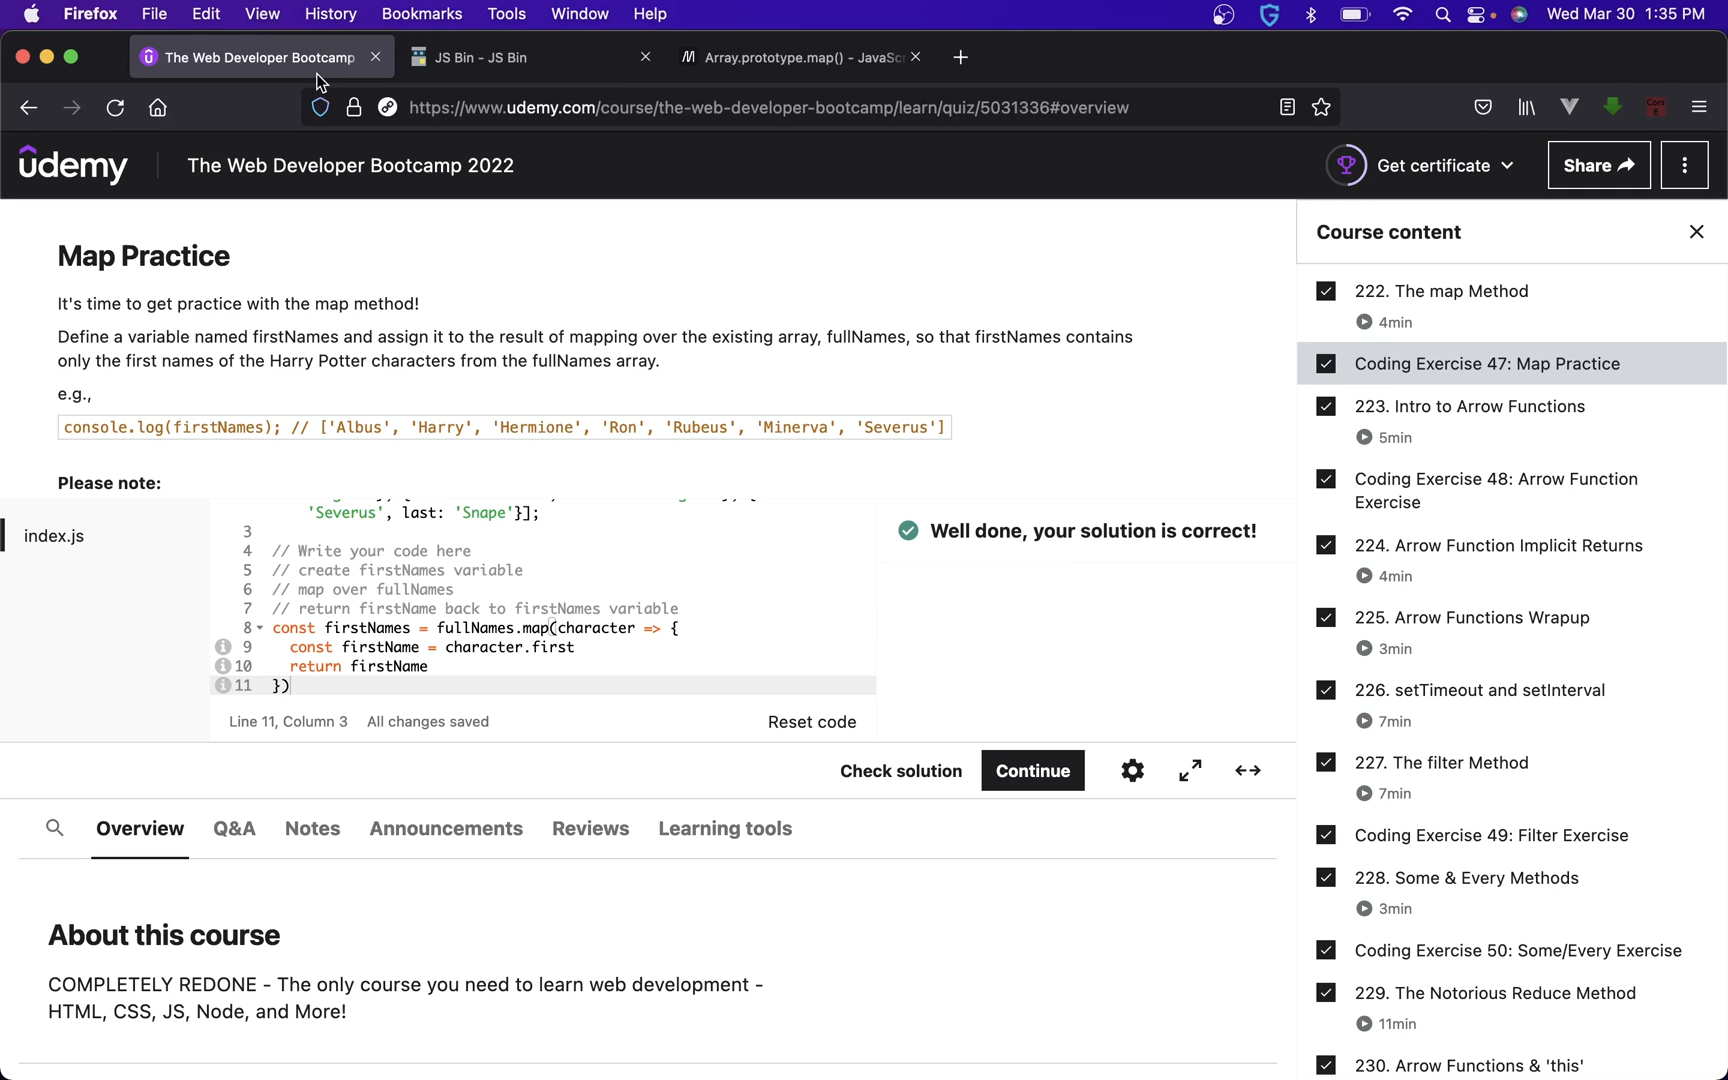 Firefox File Edit View History Bookmarks Tools Window Help Wed Mar 30 1:35 PM
The Web Developer Bootcamp JS Bin - JS Bin Array.prototype.map() - JavaSc
https://www.udemy.com/course/the-web-developer-bootcamp/learn/quiz/5031336#overview
ûdemy The Web Developer Bootcamp 2022 Get certificate Share
Map Practice
It's time to get practice with the map method!
Define a variable named firstNames and assign it to the result of mapping over the existing array, fullNames, so that firstNames contains
only the first names of the Harry Potter characters from the fullNames array.
e.g.,
console.log(firstNames); // ['Albus', 'Harry', 'Hermione', 'Ron', 'Rubeus', 'Minerva', 'Severus']
Please note:
index.js
'Severus', last: 'Snape'}];
3
4 // Write your code here
5 // create firstNames variable
6 // map over fullNames
7 // return firstName back to firstNames variable
8 const firstNames = fullNames.map(character => {
9 const firstName = character.first
10 return firstName
11 })
Line 11, Column 3 All changes saved Reset code
Well done, your solution is correct!
Check solution Continue
Overview Q&A Notes Announcements Reviews Learning tools
About this course
COMPLETELY REDONE - The only course you need to learn web development -
HTML, CSS, JS, Node, and More!
Course content
222. The map Method
4min
Coding Exercise 47: Map Practice
223. Intro to Arrow Functions
5min
Coding Exercise 48: Arrow Function
Exercise
224. Arrow Function Implicit Returns
4min
225. Arrow Functions Wrapup
3min
226. setTimeout and setInterval
7min
227. The filter Method
7min
Coding Exercise 49: Filter Exercise
228. Some & Every Methods
3min
Coding Exercise 50: Some/Every Exercise
229. The Notorious Reduce Method
11min
230. Arrow Functions & 'this'